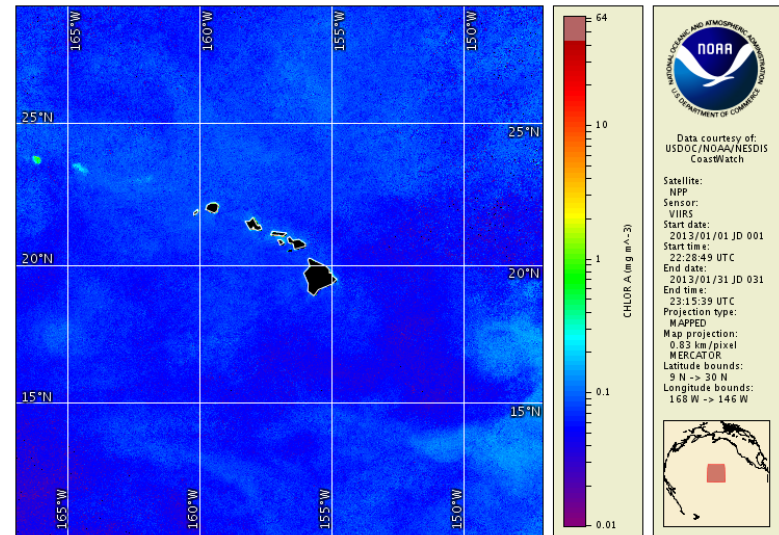 165°W
160°W
155°W
150°W
25°N
25°N
20°N
20°N
15°N
15°N
165°W
160°W
155°W
150°W
64
10
1
0.1
0.01
CHLOR A (mg m^-3)
NATIONAL OCEANIC AND ATMOSPHERIC ADMINISTRATION
NOAA
U.S. DEPARTMENT OF COMMERCE
Data courtesy of:
USDOC/NOAA/NESDIS
CoastWatch
Satellite:
NPP
Sensor:
VIIRS
Start date:
2013/01/01 JD 001
Start time:
22:28:49 UTC
End date:
2013/01/31 JD 031
End time:
23:15:39 UTC
Projection type:
MAPPED
Map projection:
0.83 km/pixel
MERCATOR
Latitude bounds:
9 N -> 30 N
Longitude bounds:
168 W -> 146 W